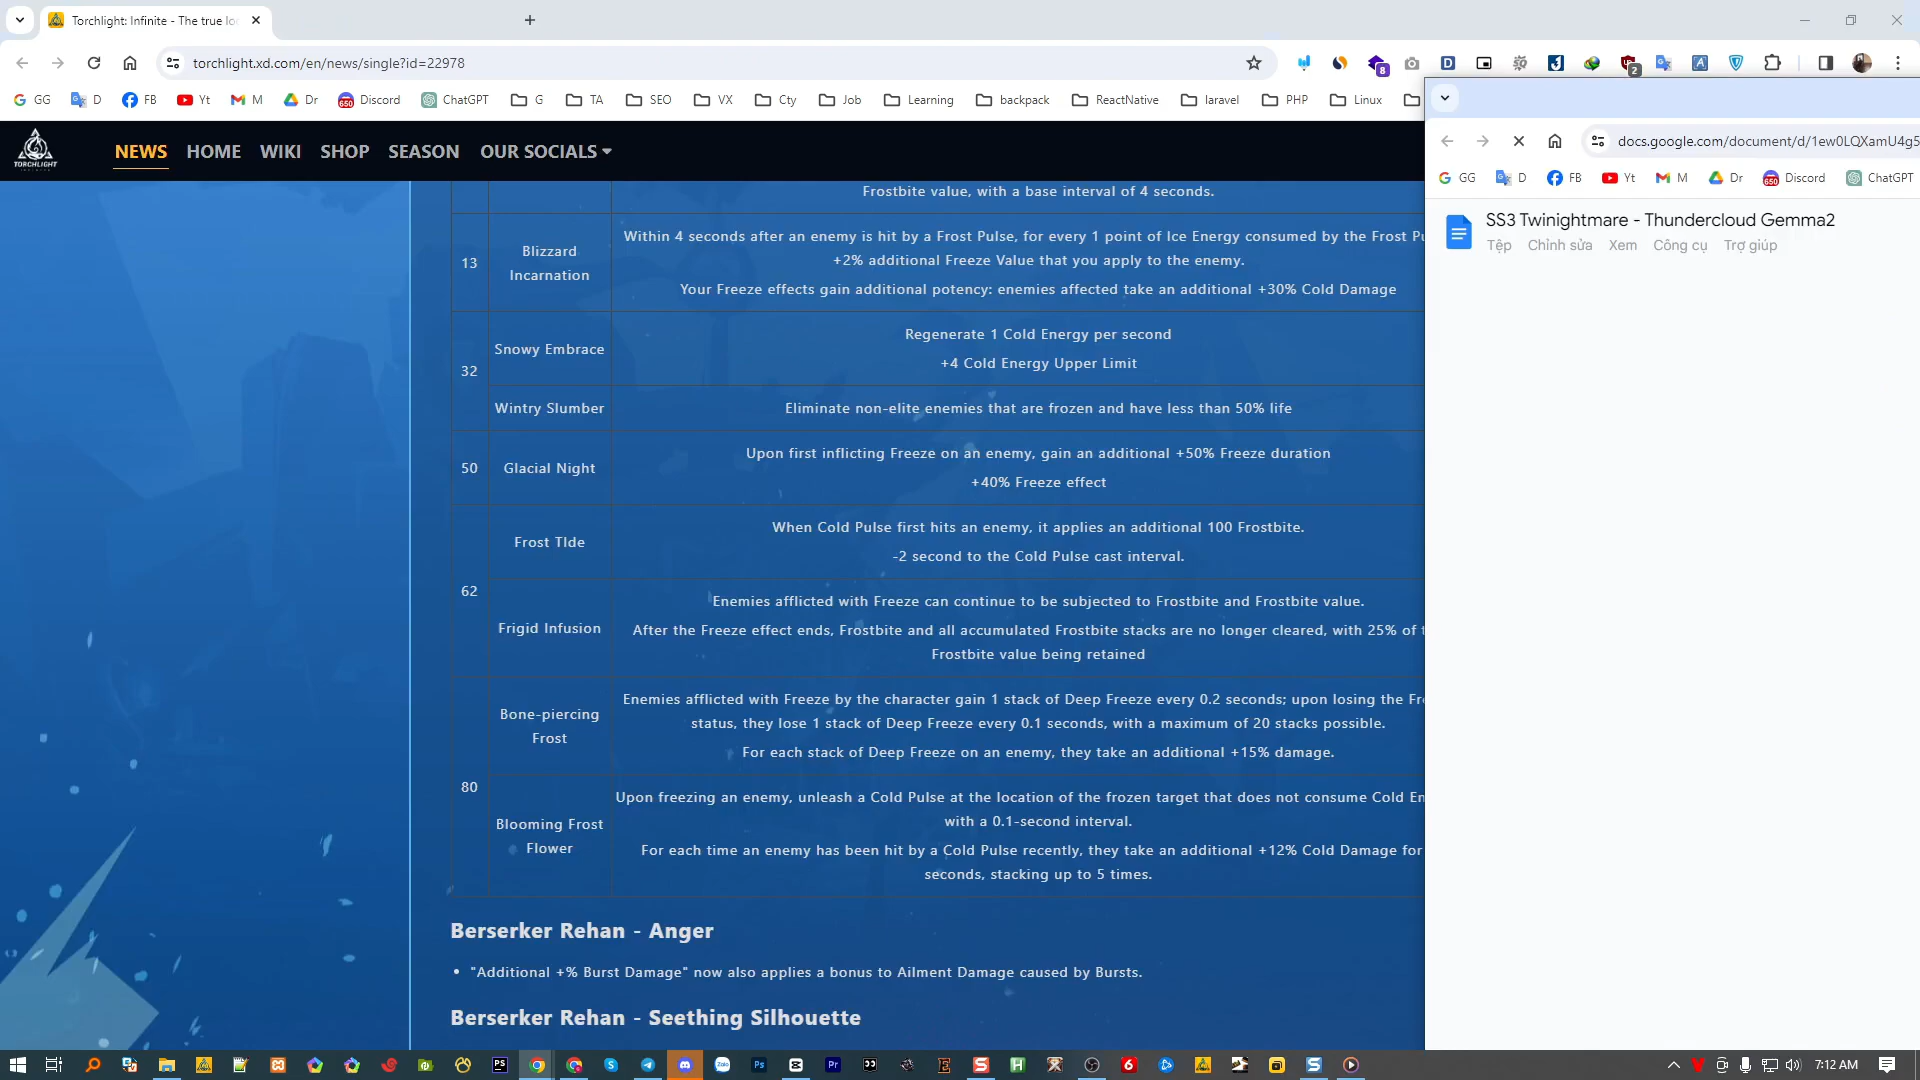 Torchlight: Infinite - The true lo
torchlight.xd.com/en/news/single?id=22978
8
2
GG
D
FB
Yt
M
Dr
650
Discord
ChatGPT
G
TA
SEO
VX
Cty
Job
Learning
backpack
ReactNative
laravel
PHP
Linux
TORCHLIGHT
NEWS HOME WIKI SHOP SEASON OUR SOCIALS
Frostbite value, with a base interval of 4 seconds.
13
Blizzard
Incarnation
Within 4 seconds after an enemy is hit by a Frost Pulse, for every 1 point of Ice Energy consumed by the Frost Pu
+2% additional Freeze Value that you apply to the enemy.
Your Freeze effects gain additional potency: enemies affected take an additional +30% Cold Damage
32
Snowy Embrace
Regenerate 1 Cold Energy per second
+4 Cold Energy Upper Limit
Wintry Slumber
Eliminate non-elite enemies that are frozen and have less than 50% life
50
Glacial Night
Upon first inflicting Freeze on an enemy, gain an additional +50% Freeze duration
+40% Freeze effect
62
Frost TIde
When Cold Pulse first hits an enemy, it applies an additional 100 Frostbite.
-2 second to the Cold Pulse cast interval.
Frigid Infusion
Enemies afflicted with Freeze can continue to be subjected to Frostbite and Frostbite value.
After the Freeze effect ends, Frostbite and all accumulated Frostbite stacks are no longer cleared, with 25% of t
Frostbite value being retained
80
Bone-piercing
Frost
Enemies afflicted with Freeze by the character gain 1 stack of Deep Freeze every 0.2 seconds; upon losing the Fre
status, they lose 1 stack of Deep Freeze every 0.1 seconds, with a maximum of 20 stacks possible.
For each stack of Deep Freeze on an enemy, they take an additional +15% damage.
Blooming Frost
Flower
Upon freezing an enemy, unleash a Cold Pulse at the location of the frozen target that does not consume Cold En
with a 0.1-second interval.
For each time an enemy has been hit by a Cold Pulse recently, they take an additional +12% Cold Damage for
seconds, stacking up to 5 times.
Berserker Rehan - Anger
• "Additional +% Burst Damage" now also applies a bonus to Ailment Damage caused by Bursts.
Berserker Rehan - Seething Silhouette
docs.google.com/document/d/1ew0LQXamU4g5
GG
D
FB
Yt
M
Dr
650
Discord
ChatGPT
SS3 Twinightmare - Thundercloud Gemma2
Tệp Chỉnh sửa Xem Công cụ Trợ giúp
7:12 AM